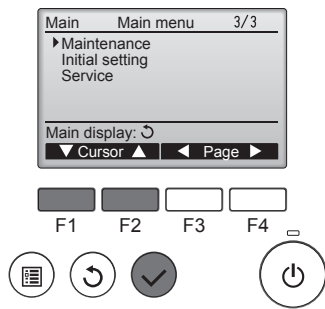 Main Main menu 3/3
Maintenance
Initial setting
Service
Main display:
Cursor Page
F1 F2 F3 F4